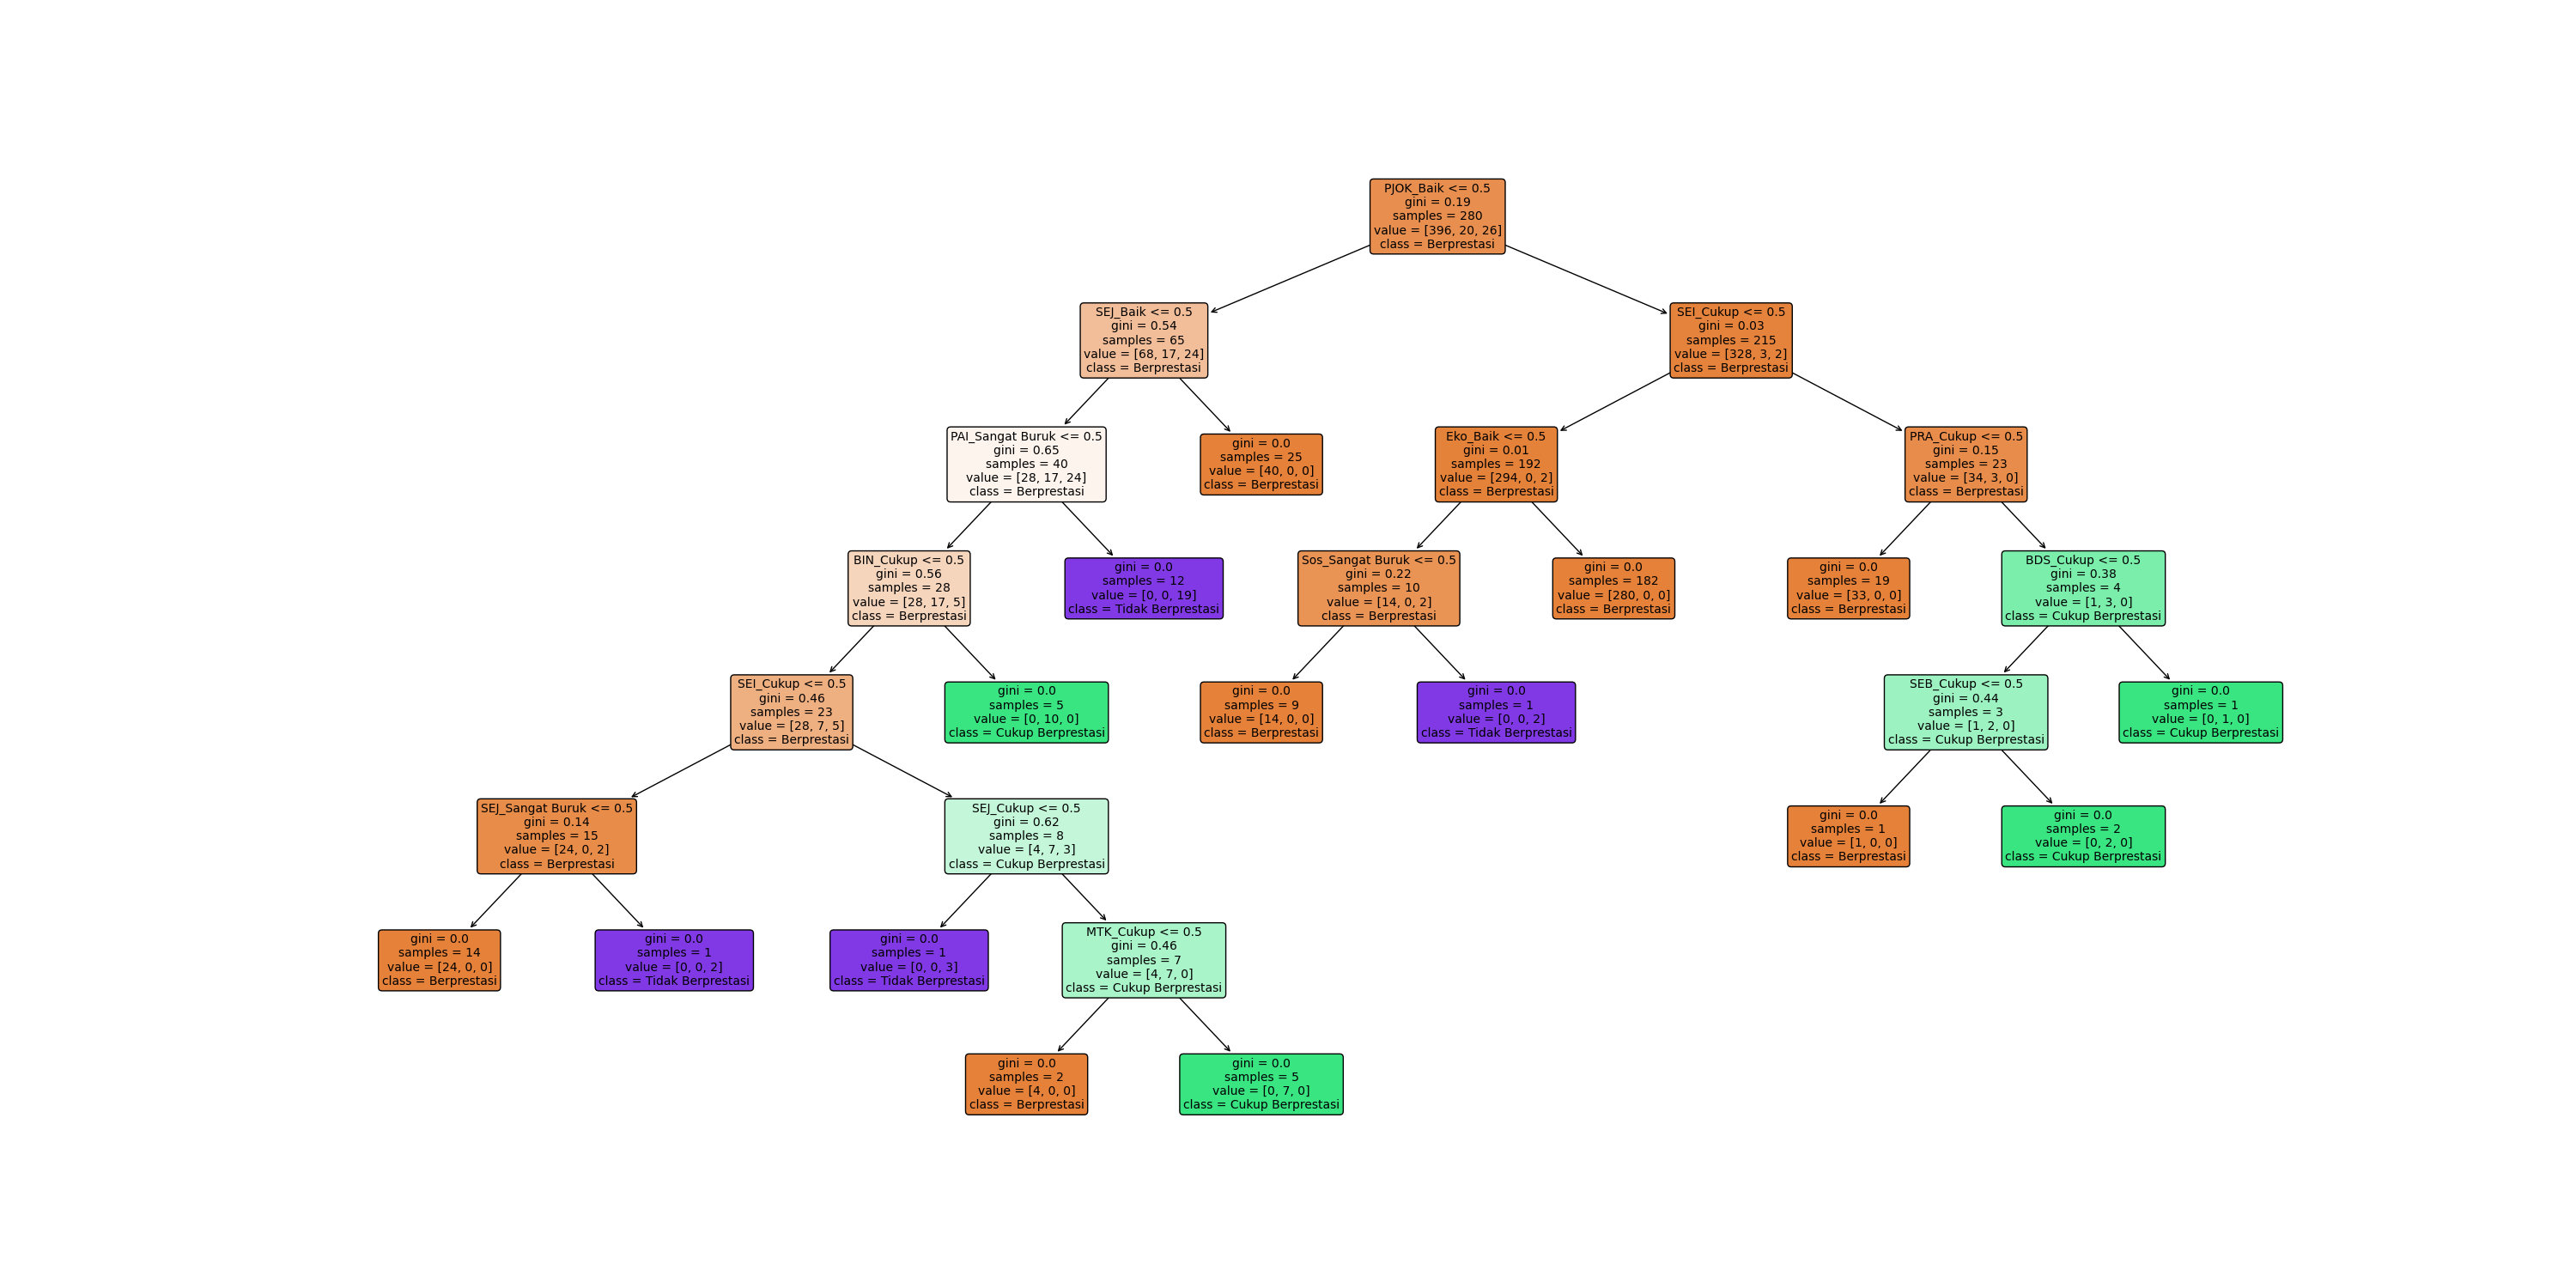 PJOK_Baik <= 0.5
gini = 0.19
samples = 280
value = [396, 20, 26]
class = Berprestasi
SEJ_Baik <= 0.5
gini = 0.54
samples = 65
value = [68, 17, 24]
class = Berprestasi
SEI_Cukup <= 0.5
gini = 0.03
samples = 215
value = [328, 3, 2]
class = Berprestasi
PAI_Sangat Buruk <= 0.5
gini = 0.65
samples = 40
value = [28, 17, 24]
class = Berprestasi
gini = 0.0
samples = 25
value = [40, 0, 0]
class = Berprestasi
Eko_Baik <= 0.5
gini = 0.01
samples = 192
value = [294, 0, 2]
class = Berprestasi
PRA_Cukup <= 0.5
gini = 0.15
samples = 23
value = [34, 3, 0]
class = Berprestasi
BIN_Cukup <= 0.5
gini = 0.56
samples = 28
value = [28, 17, 5]
class = Berprestasi
gini = 0.0
samples = 12
value = [0, 0, 19]
class = Tidak Berprestasi
Sos_Sangat Buruk <= 0.5
gini = 0.22
samples = 10
value = [14, 0, 2]
class = Berprestasi
gini = 0.0
samples = 182
value = [280, 0, 0]
class = Berprestasi
gini = 0.0
samples = 19
value = [33, 0, 0]
class = Berprestasi
BDS_Cukup <= 0.5
gini = 0.38
samples = 4
value = [1, 3, 0]
class = Cukup Berprestasi
SEI_Cukup <= 0.5
gini = 0.46
samples = 23
value = [28, 7, 5]
class = Berprestasi
gini = 0.0
samples = 5
value = [0, 10, 0]
class = Cukup Berprestasi
gini = 0.0
samples = 9
value = [14, 0, 0]
class = Berprestasi
gini = 0.0
samples = 1
value = [0, 0, 2]
class = Tidak Berprestasi
SEB_Cukup <= 0.5
gini = 0.44
samples = 3
value = [1, 2, 0]
class = Cukup Berprestasi
gini = 0.0
samples = 1
value = [0, 1, 0]
class = Cukup Berprestasi
SEJ_Sangat Buruk <= 0.5
gini = 0.14
samples = 15
value = [24, 0, 2]
class = Berprestasi
SEJ_Cukup <= 0.5
gini = 0.62
samples = 8
value = [4, 7, 3]
class = Cukup Berprestasi
gini = 0.0
samples = 1
value = [1, 0, 0]
class = Berprestasi
gini = 0.0
samples = 2
value = [0, 2, 0]
class = Cukup Berprestasi
gini = 0.0
samples = 14
value = [24, 0, 0]
class = Berprestasi
gini = 0.0
samples = 1
value = [0, 0, 2]
class = Tidak Berprestasi
gini = 0.0
samples = 1
value = [0, 0, 3]
class = Tidak Berprestasi
MTK_Cukup <= 0.5
gini = 0.46
samples = 7
value = [4, 7, 0]
class = Cukup Berprestasi
gini = 0.0
samples = 2
value = [4, 0, 0]
class = Berprestasi
gini = 0.0
samples = 5
value = [0, 7, 0]
class = Cukup Berprestasi